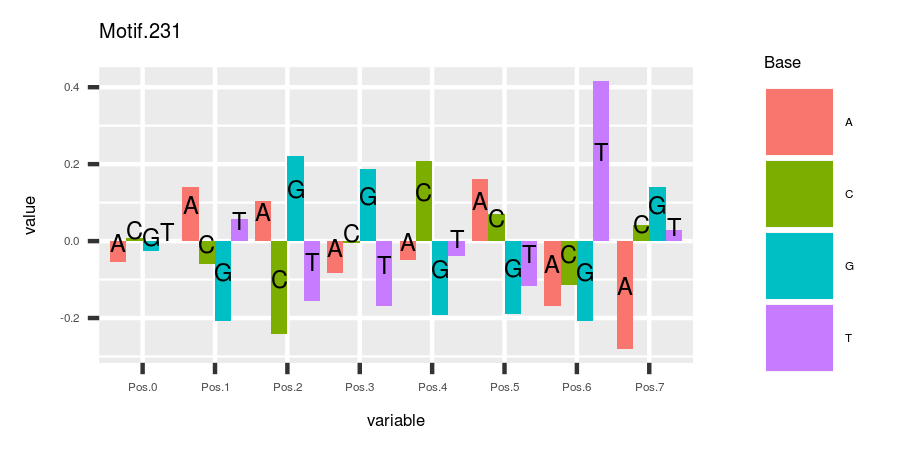 Motif.231
Base
A
C
G
T
value
0.4
0.2
0.0
-0.2
A C G T A C G T A C G T A C G T A C G T A C G T A C G T A C G T
Pos.0 Pos.1 Pos.2 Pos.3 Pos.4 Pos.5 Pos.6 Pos.7
variable